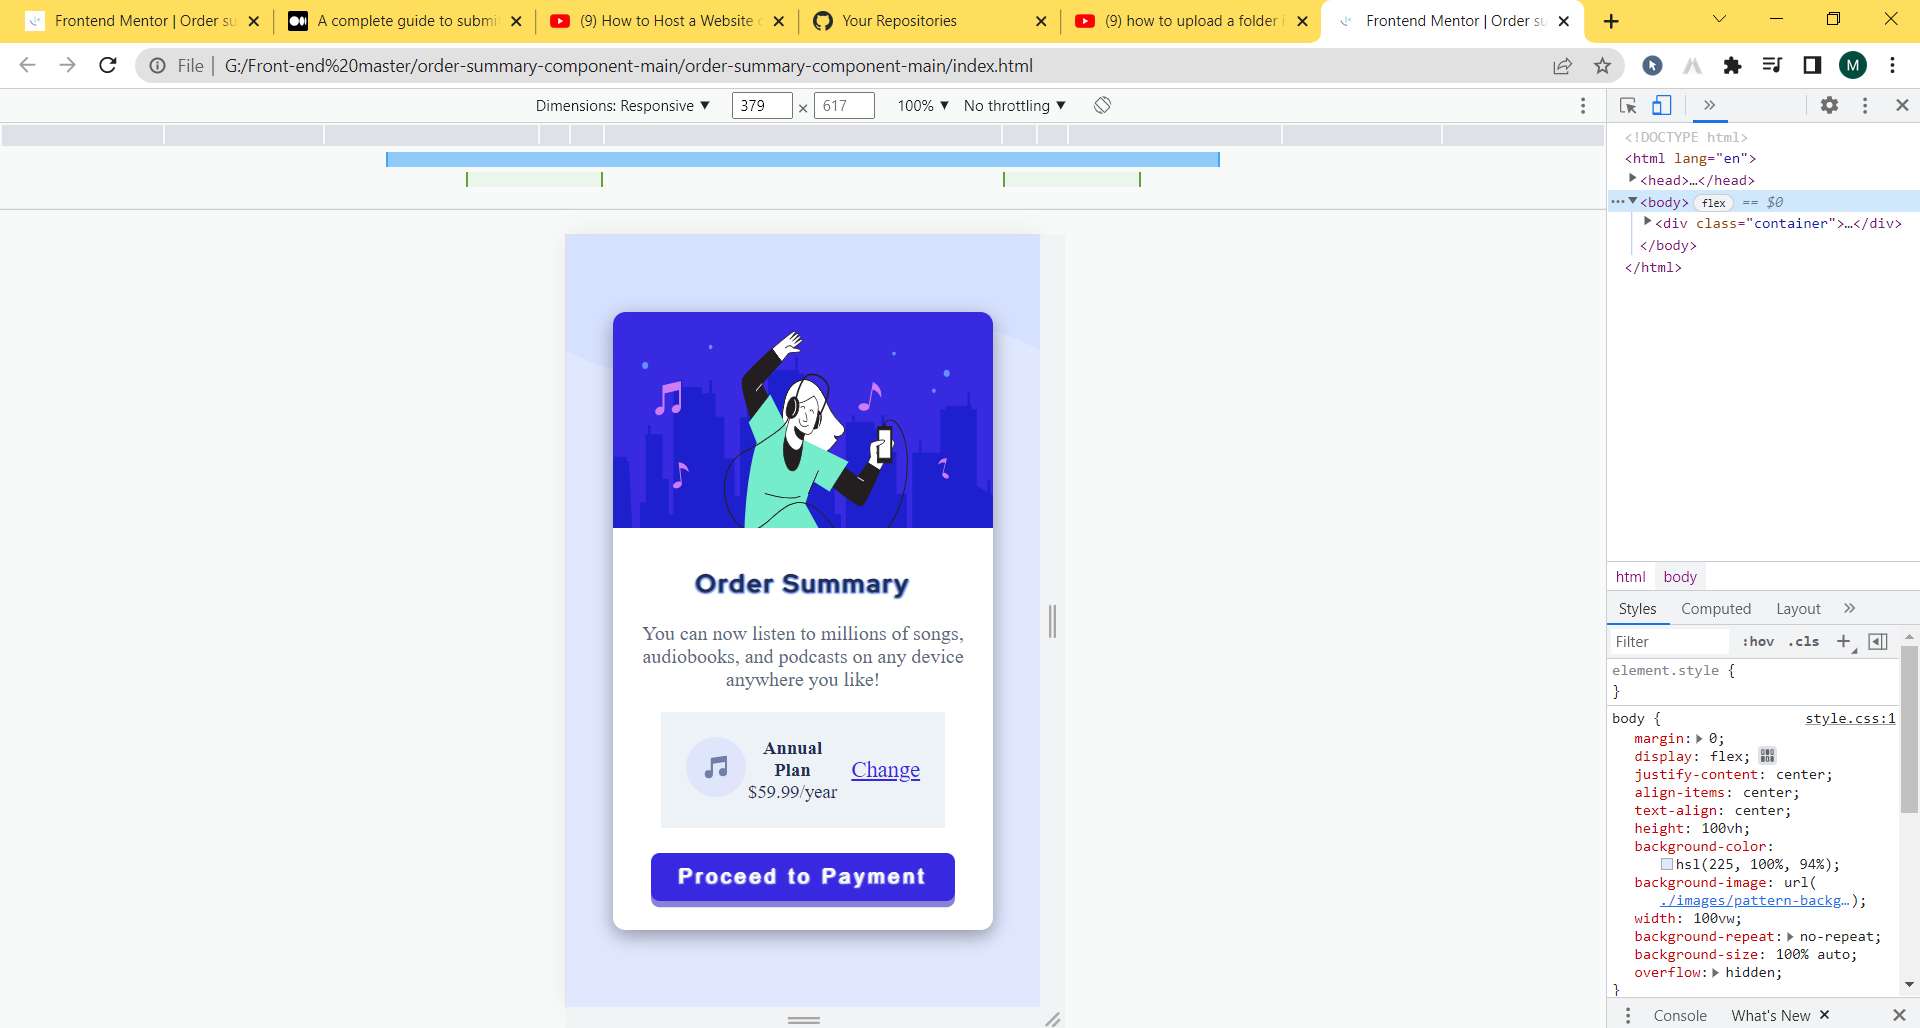 Frontend Mentor | Order su
A complete guide to submi
(9) How to Host a Website o
Your Repositories
(9) how to upload a folder i
Frontend Mentor | Order su
File | G:/Front-end%20master/order-summary-component-main/order-summary-component-main/index.html
M
Dimensions: Responsive ▼ 379 × 617 100% ▼ No throttling ▼
<!DOCTYPE html>
<html lang="en">
<head>…</head>
<body> flex == $0
<div class="container">…</div>
</body>
</html>
Order Summary
You can now listen to millions of songs,
audiobooks, and podcasts on any device
anywhere you like!
Annual
Plan
$59.99/year
Change
Proceed to Payment
html body
Styles Computed Layout »
Filter :hov .cls +
element.style {
}
body { style.css:1
margin: 0;
display: flex;
justify-content: center;
align-items: center;
text-align: center;
height: 100vh;
background-color:
hsl(225, 100%, 94%);
background-image: url(
./images/pattern-backg…);
width: 100vw;
background-repeat: no-repeat;
background-size: 100% auto;
overflow: hidden;
}
Console What's New ×